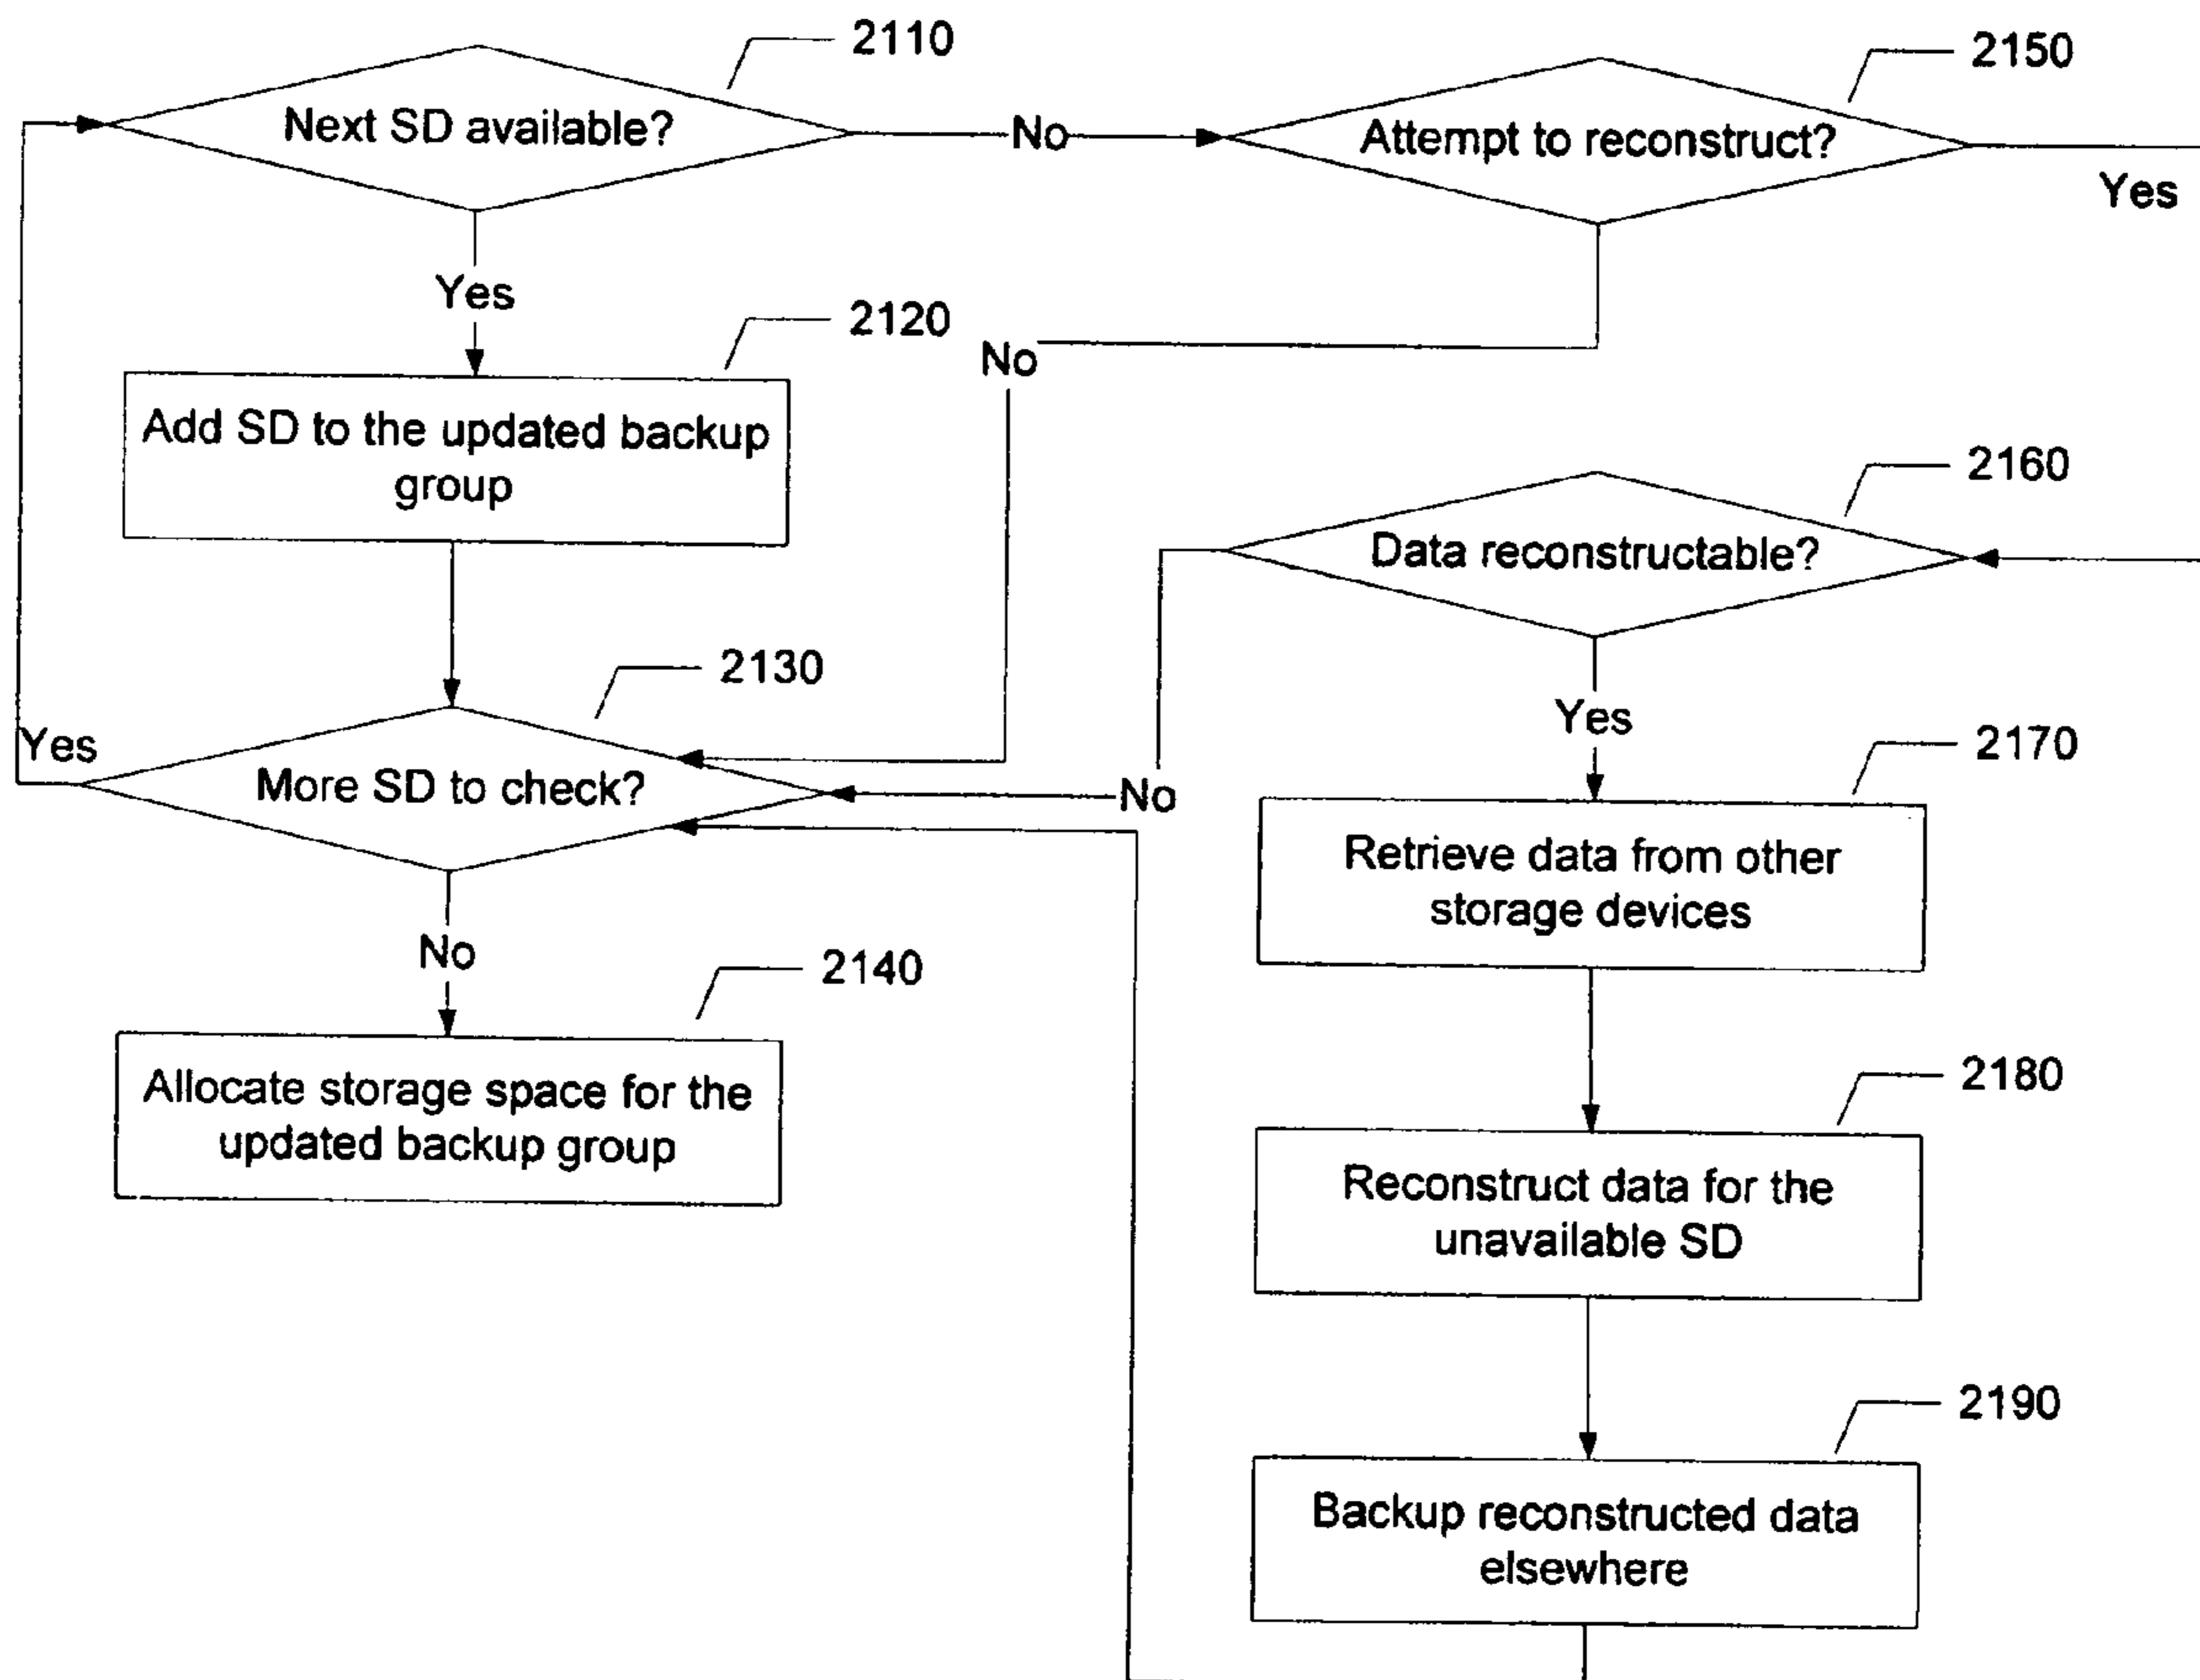 2110
Next SD available?
No
2150
Attempt to reconstruct?
Yes
Yes
2120
Add SD to the updated backup
group
No
2160
Data reconstructable?
2130
Yes
More SD to check?
No
Yes
2170
Retrieve data from other
storage devices
No
2140
Allocate storage space for the
updated backup group
2180
Reconstruct data for the
unavailable SD
2190
Backup reconstructed data
elsewhere